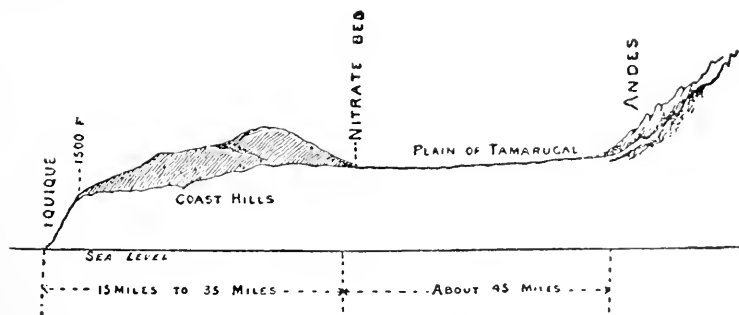 IQUIQUE
1500 F
COAST HILLS
NITRATE BED
PLAIN OF TAMARUGAL
ANDES
SEA LEVEL
15 MILES TO 35 MILES
ABOUT 45 MILES